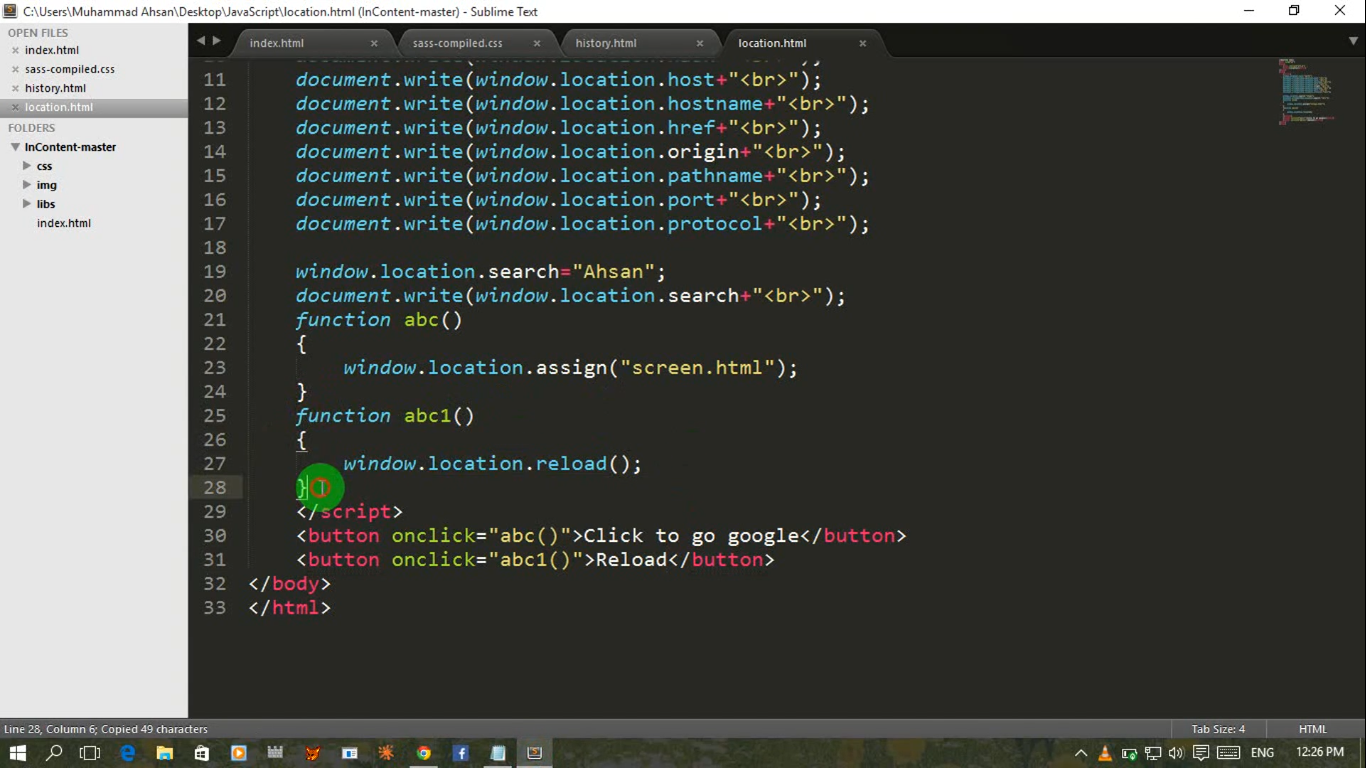 C:\Users\Muhammad Ahsan\Desktop\JavaScript\location.html (InContent-master) - Sublime Text
OPEN FILES
index.html
sass-compiled.css
history.html
location.html
FOLDERS
InContent-master
css
img
libs
index.html
index.html
sass-compiled.css
history.html
location.html
11 document.write(window.location.host+"<br>");
12 document.write(window.location.hostname+"<br>");
13 document.write(window.location.href+"<br>");
14 document.write(window.location.origin+"<br>");
15 document.write(window.location.pathname+"<br>");
16 document.write(window.location.port+"<br>");
17 document.write(window.location.protocol+"<br>");
18
19 window.location.search="Ahsan";
20 document.write(window.location.search+"<br>");
21 function abc()
22 {
23 window.location.assign("screen.html");
24 }
25 function abc1()
26 {
27 window.location.reload();
28 }
29 </script>
30 <button onclick="abc()">Click to go google</button>
31 <button onclick="abc1()">Reload</button>
32 </body>
33 </html>
Line 28, Column 6; Copied 49 characters
Tab Size: 4
HTML
ENG
12:26 PM